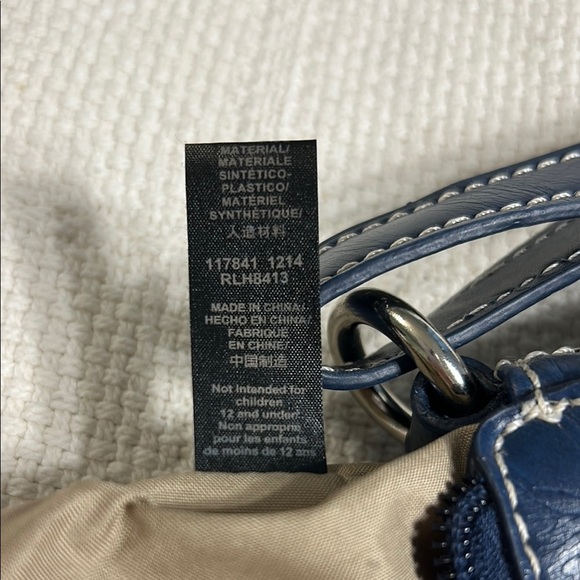 MATERIAL/
MATERIALE
SINTÉTICO-
PLASTICO/
MATÉRIEL
SYNTHÉTIQUE/
人造材料
117841 1214
RLH8413
MADE IN CHINA/
HECHO EN CHINA/
FABRIQUE
EN CHINE/
中国制造
Not Intended for
children
12 and under/
Non approprie
pour les enfants
de moins de 12 ans